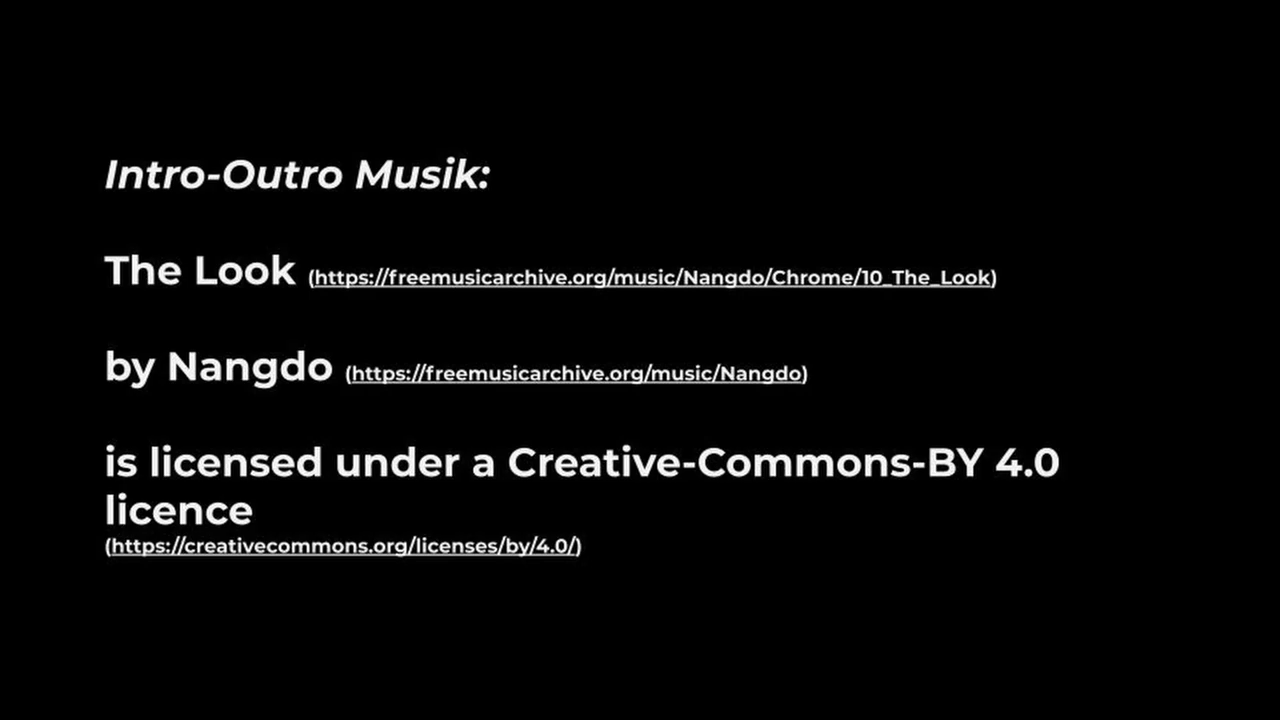 Intro-Outro Musik:
The Look (https://freemusicarchive.org/music/Nangdo/Chrome/10_The_Look)
by Nangdo (https://freemusicarchive.org/music/Nangdo)
is licensed under a Creative-Commons-BY 4.0
licence
(https://creativecommons.org/licenses/by/4.0/)